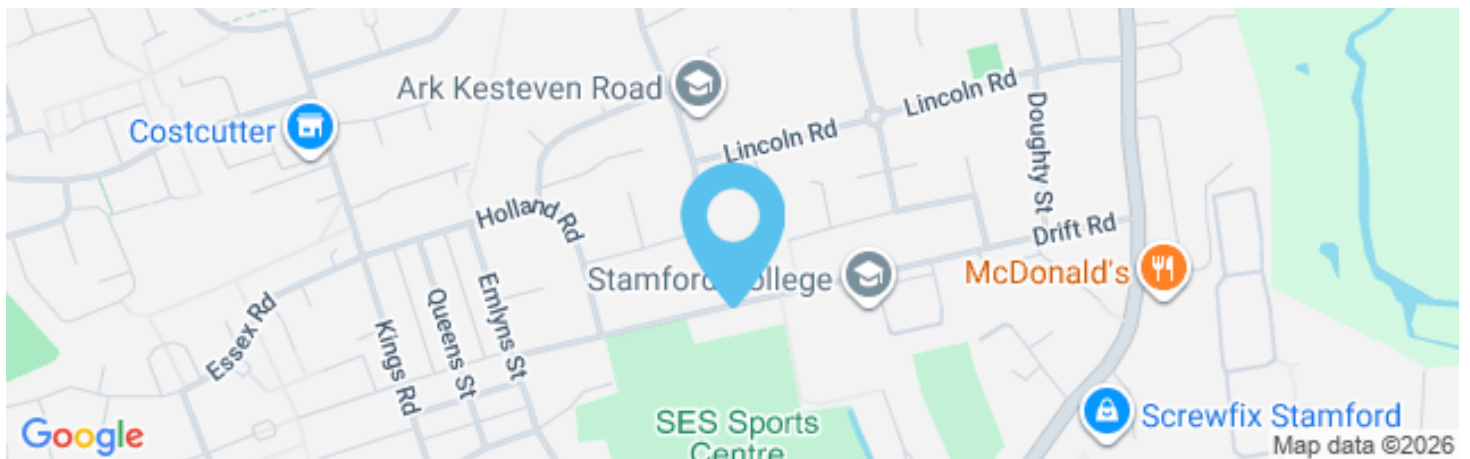 Ark Kesteven Road
Lincoln Rd
Costcutter
Lincoln Rd
Doughty St
Holland Rd
Drift Rd
Stamford College
McDonald's
Emlyns St
Queens St
Essex Rd
Kings Rd
SES Sports
Centre
Screwfix Stamford
Google
Map data ©2026